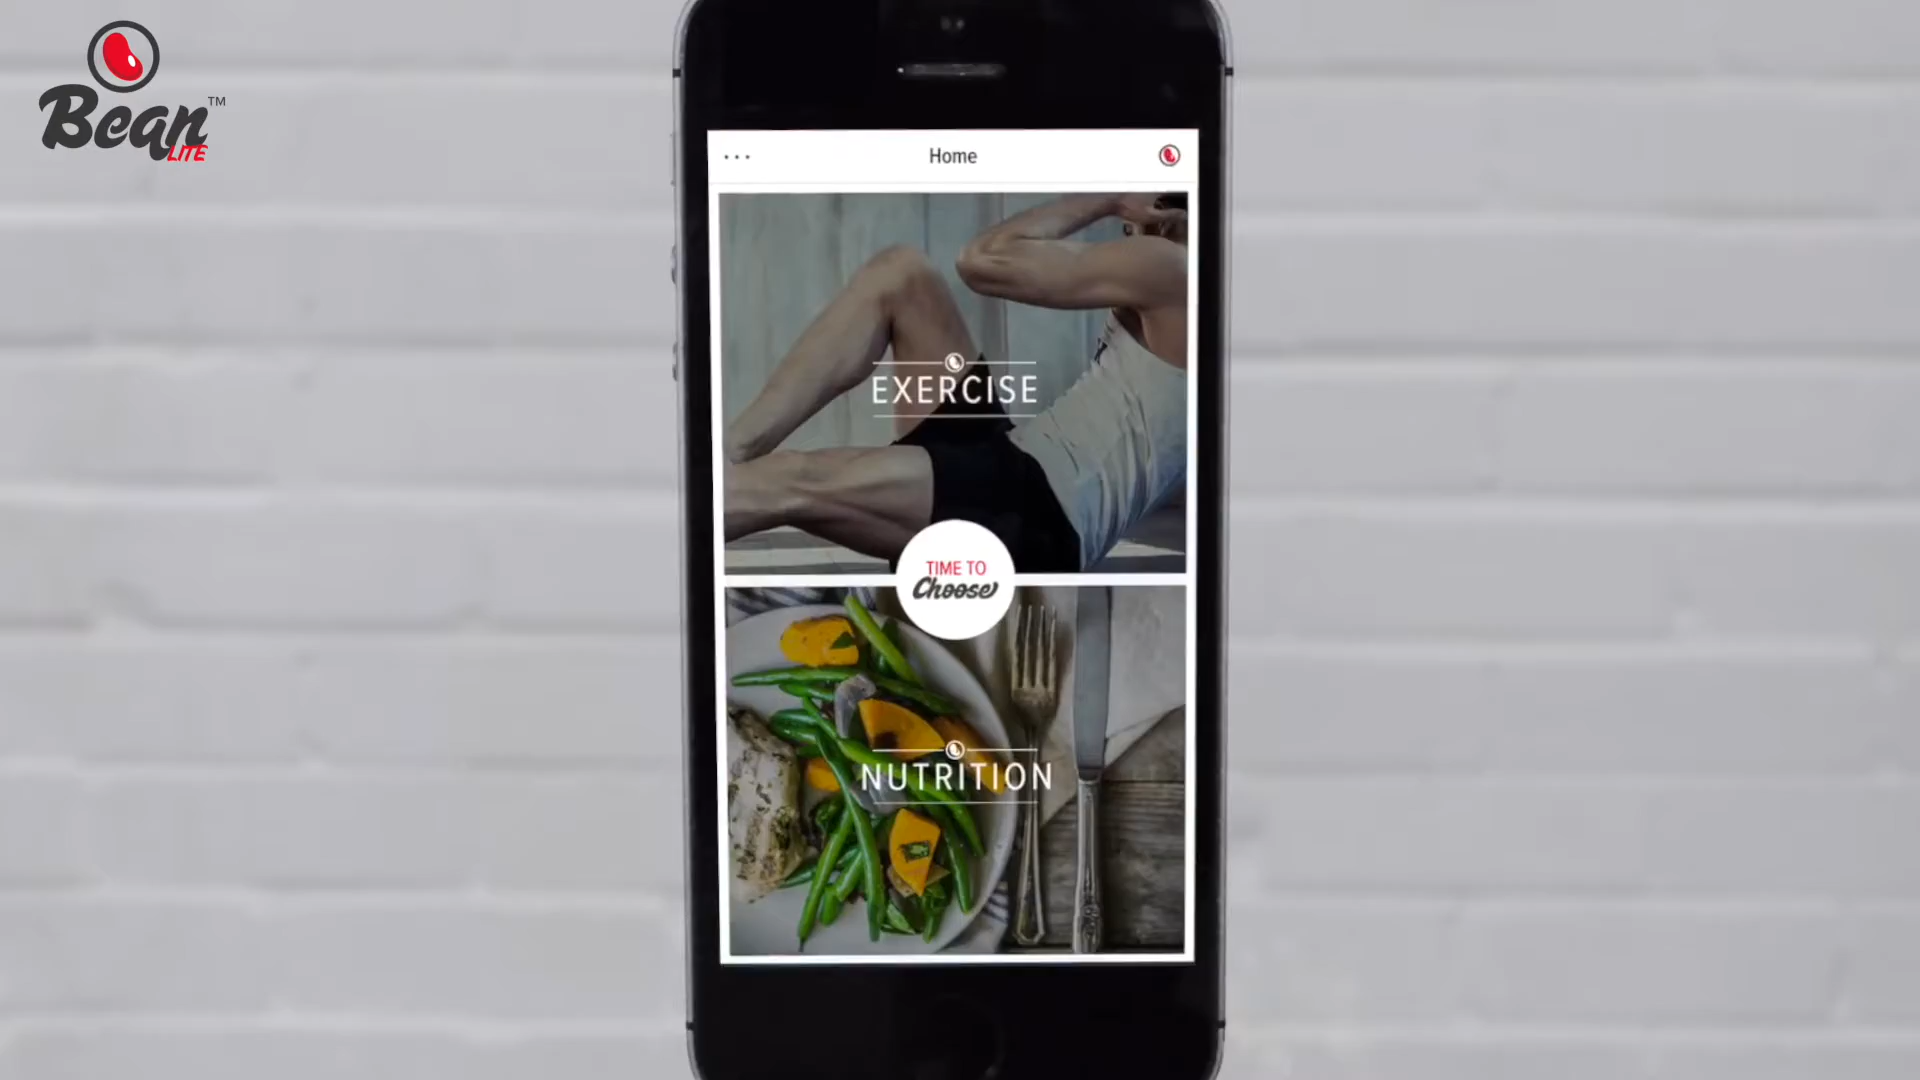 Bean™
LITE
Home
EXERCISE
TIME TO
Choose
NUTRITION